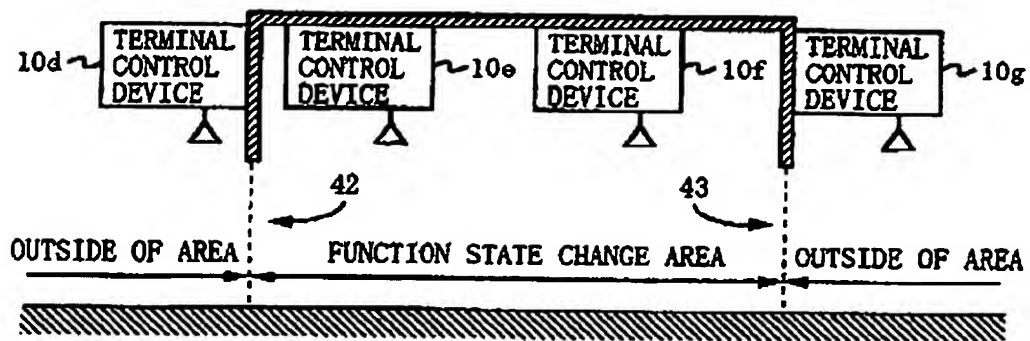 10d
TERMINAL
CONTROL
DEVICE
TERMINAL
CONTROL
DEVICE
10e
TERMINAL
CONTROL
DEVICE
10f
TERMINAL
CONTROL
DEVICE
10g
42
43
OUTSIDE OF AREA
FUNCTION STATE CHANGE AREA
OUTSIDE OF AREA